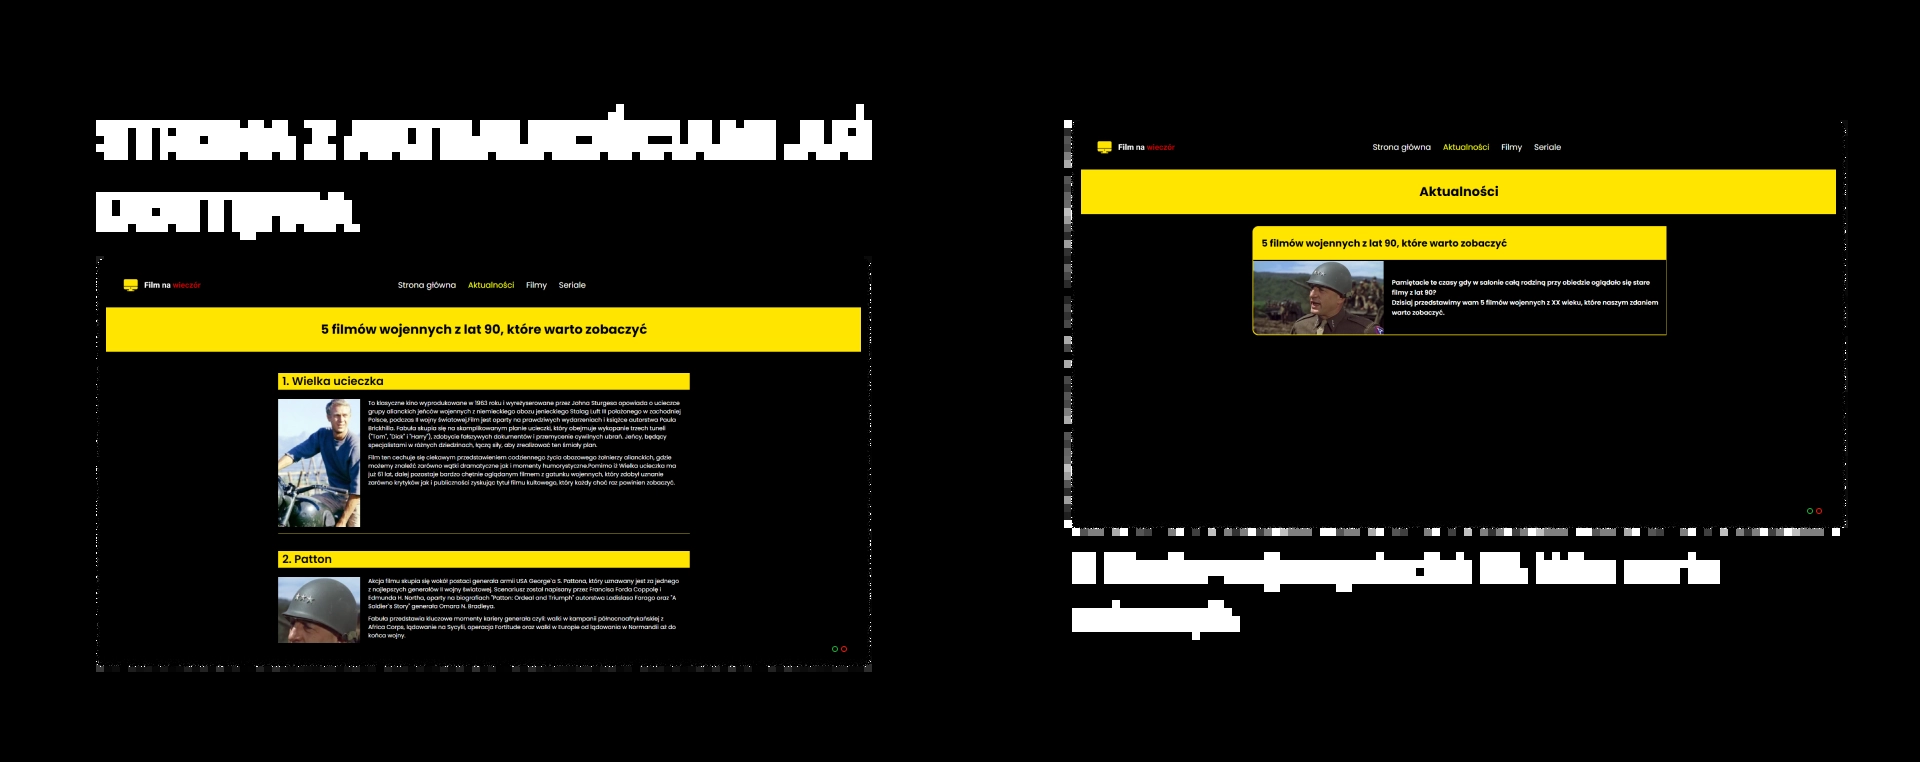 Film na wieczór
Strona główna Aktualności Filmy Seriale
5 filmów wojennych z lat 90, które warto zobaczyć
1. Wielka ucieczka
To klasyczne kino wyprodukowane w 1963 roku i wyreżyserowane przez Johna Sturgesa opowiada o ucieczce
grupy alianckich jeńców wojennych z niemieckiego obozu jenieckiego Stalag Luft III położonego w zachodniej
Polsce, podczas II wojny światowej.Film jest oparty na prawdziwych wydarzeniach i książce autorstwa Paula
Brickhilla. Fabuła skupia się na skomplikowanym planie ucieczki, który obejmuje wykopanie trzech tuneli
("Tom", "Dick" i "Harry"), zdobycie fałszywych dokumentów i przemycenie cywilnych ubrań. Jeńcy, będący
specjalistami w różnych dziedzinach, łączą siły, aby zrealizować ten śmiały plan.
Film ten cechuje się ciekawym przedstawieniem codziennego życia obozowego żołnierzy alianckich, gdzie
możemy znaleźć zarówno wątki dramatyczne jak i momenty humorystyczne.Pomimo iż Wielka ucieczka ma
już 61 lat, dalej pozostaje bardzo chętnie oglądanym filmem z gatunku wojennych, który zdobył uznanie
zarówno krytyków jak i publiczności zyskując tytuł filmu kultowego, który każdy choć raz powinien zobaczyć.
2. Patton
Akcja filmu skupia się wokół postaci generała armii USA George'a S. Pattona, który uznawany jest za jednego
z najlepszych generałów II wojny światowej. Scenariusz został napisany przez Francisa Forda Coppolę i
Edmunda H. Northa, oparty na biografiach "Patton: Ordeal and Triumph" autorstwa Ladislasa Farago oraz "A
Soldier's Story" generała Omara N. Bradleya.
Fabuła przedstawia kluczowe momenty kariery generała czyli: walki w kampanii północnoafrykańskiej z
Africa Corps, lądowanie na Sycylii, operacja Fortitude oraz walki w Europie od lądowania w Normandii aż do
końca wojny.
Film na wieczór
Strona główna Aktualności Filmy Seriale
Aktualności
5 filmów wojennych z lat 90, które warto zobaczyć
Pamiętacie te czasy gdy w salonie całą rodziną przy obiedzie oglądało się stare
filmy z lat 90?
Dzisiaj przedstawimy wam 5 filmów wojennych z XX wieku, które naszym zdaniem
warto zobaczyć.